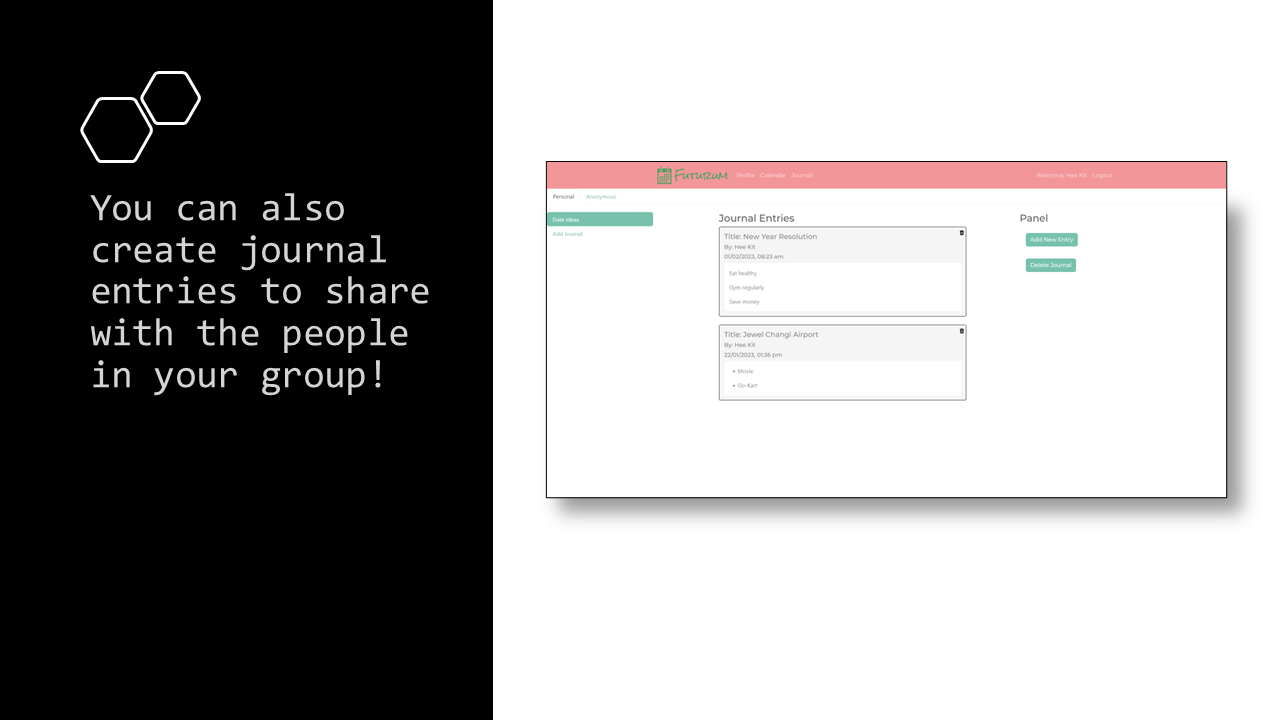 You can also
create journal
entries to share
with the people
in your group!
Futurum
Profile Calendar Journal
Welcome, Hee Kit Logout
Personal Anonymous
Date Ideas
Add Journal
Journal Entries
Title: New Year Resolution
By: Hee Kit
01/02/2023, 08:23 am
Eat healthy
Gym regularly
Save money
Title: Jewel Changi Airport
By: Hee Kit
22/01/2023, 01:36 pm
• Movie
• Go-Kart
Panel
Add New Entry
Delete Journal